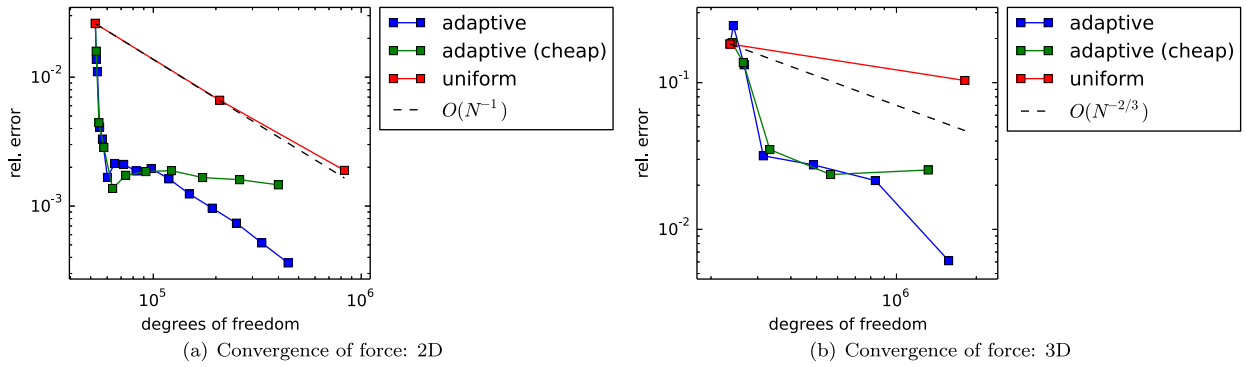 adaptive
adaptive (cheap)
uniform
O(N^{-1})
10^{-2}
10^{-3}
rel. error
10^5
10^6
degrees of freedom
(a) Convergence of force: 2D
adaptive
adaptive (cheap)
uniform
O(N^{-2/3})
10^{-1}
10^{-2}
rel. error
10^6
degrees of freedom
(b) Convergence of force: 3D